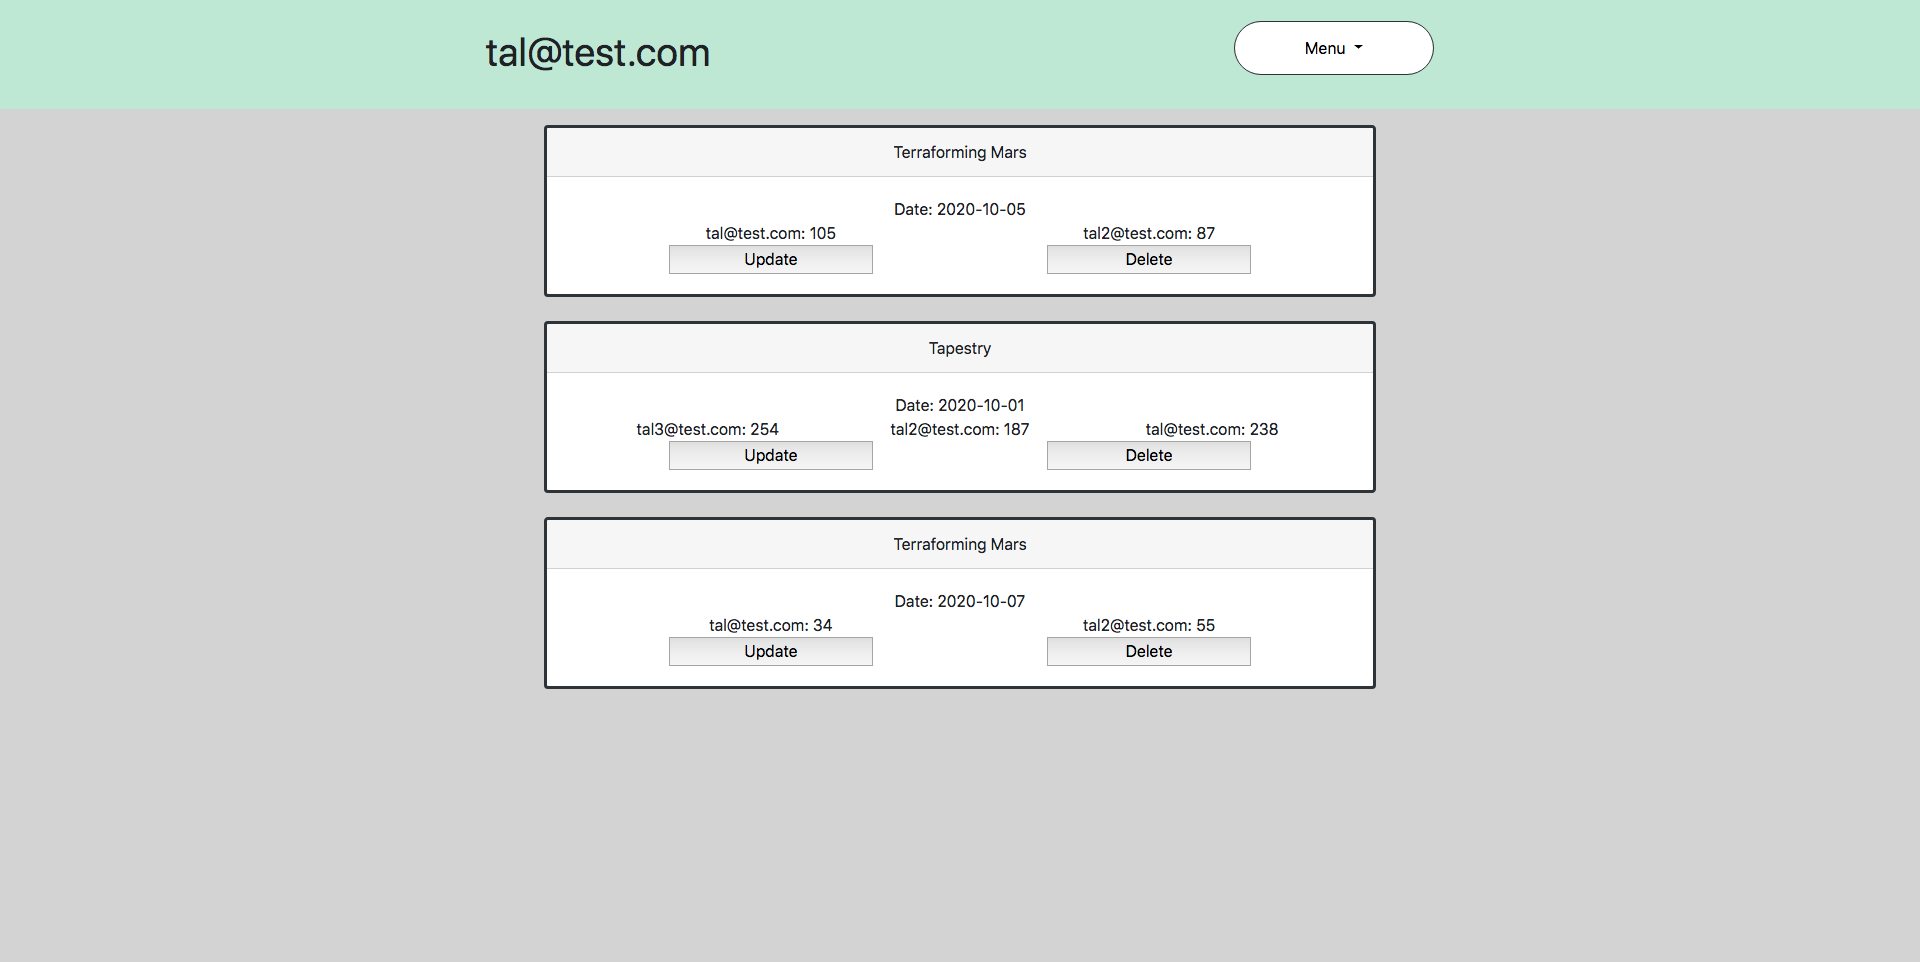 tal@test.com
Menu
Terraforming Mars
Date: 2020-10-05
tal@test.com: 105 tal2@test.com: 87
Update Delete
Tapestry
Date: 2020-10-01
tal3@test.com: 254 tal2@test.com: 187 tal@test.com: 238
Update Delete
Terraforming Mars
Date: 2020-10-07
tal@test.com: 34 tal2@test.com: 55
Update Delete